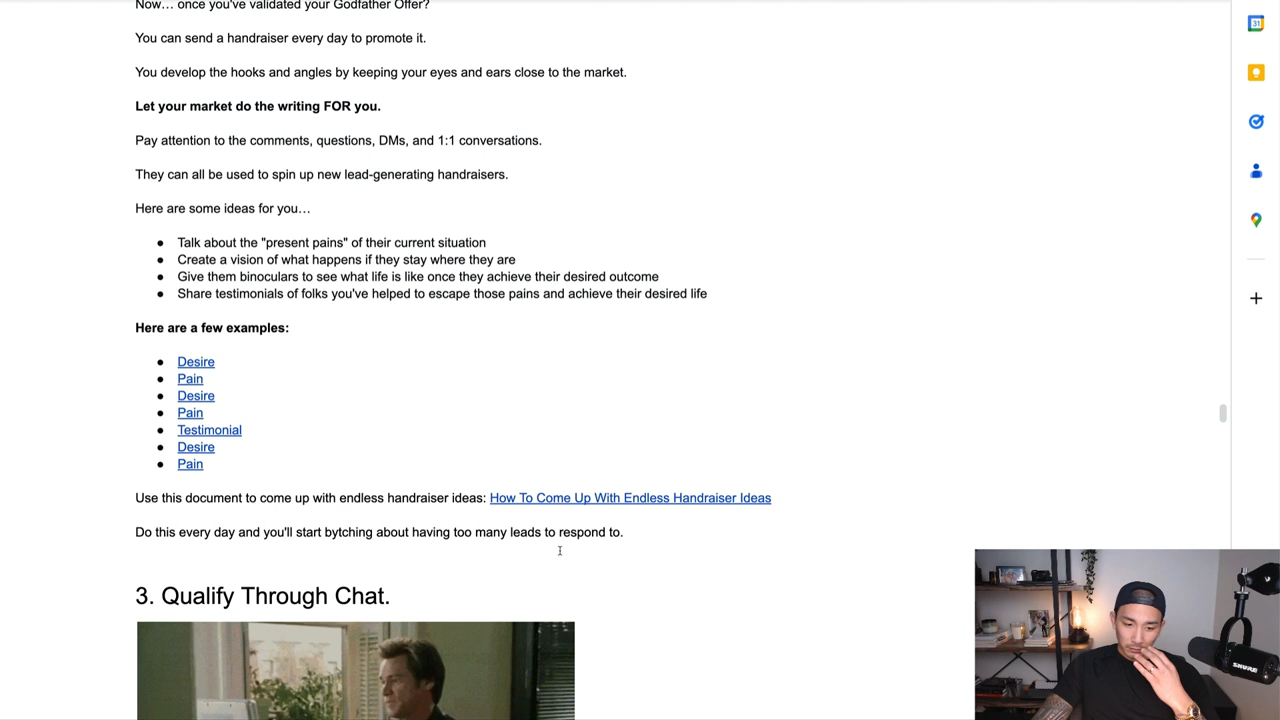 Now… once you've validated your Godfather Offer?
You can send a handraiser every day to promote it.
You develop the hooks and angles by keeping your eyes and ears close to the market.
Let your market do the writing FOR you.
Pay attention to the comments, questions, DMs, and 1:1 conversations.
They can all be used to spin up new lead-generating handraisers.
Here are some ideas for you…
● Talk about the "present pains" of their current situation
● Create a vision of what happens if they stay where they are
● Give them binoculars to see what life is like once they achieve their desired outcome
● Share testimonials of folks you've helped to escape those pains and achieve their desired life
Here are a few examples:
● Desire
● Pain
● Desire
● Pain
● Testimonial
● Desire
● Pain
Use this document to come up with endless handraiser ideas: How To Come Up With Endless Handraiser Ideas
Do this every day and you'll start bytching about having too many leads to respond to.
3. Qualify Through Chat.
31
SHURE